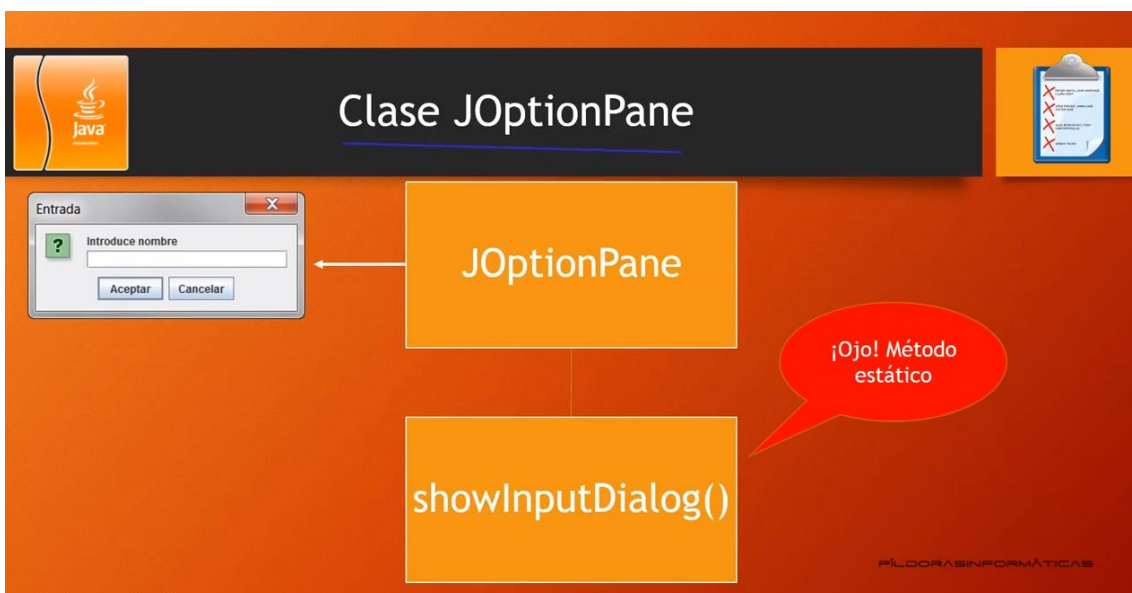 Java
Clase JOptionPane
Entrada
X
?
Introduce nombre
Aceptar
Cancelar
JOptionPane
¡Ojo! Método
estático
showInputDialog()
PÍLDORASINFORMÁTICAS